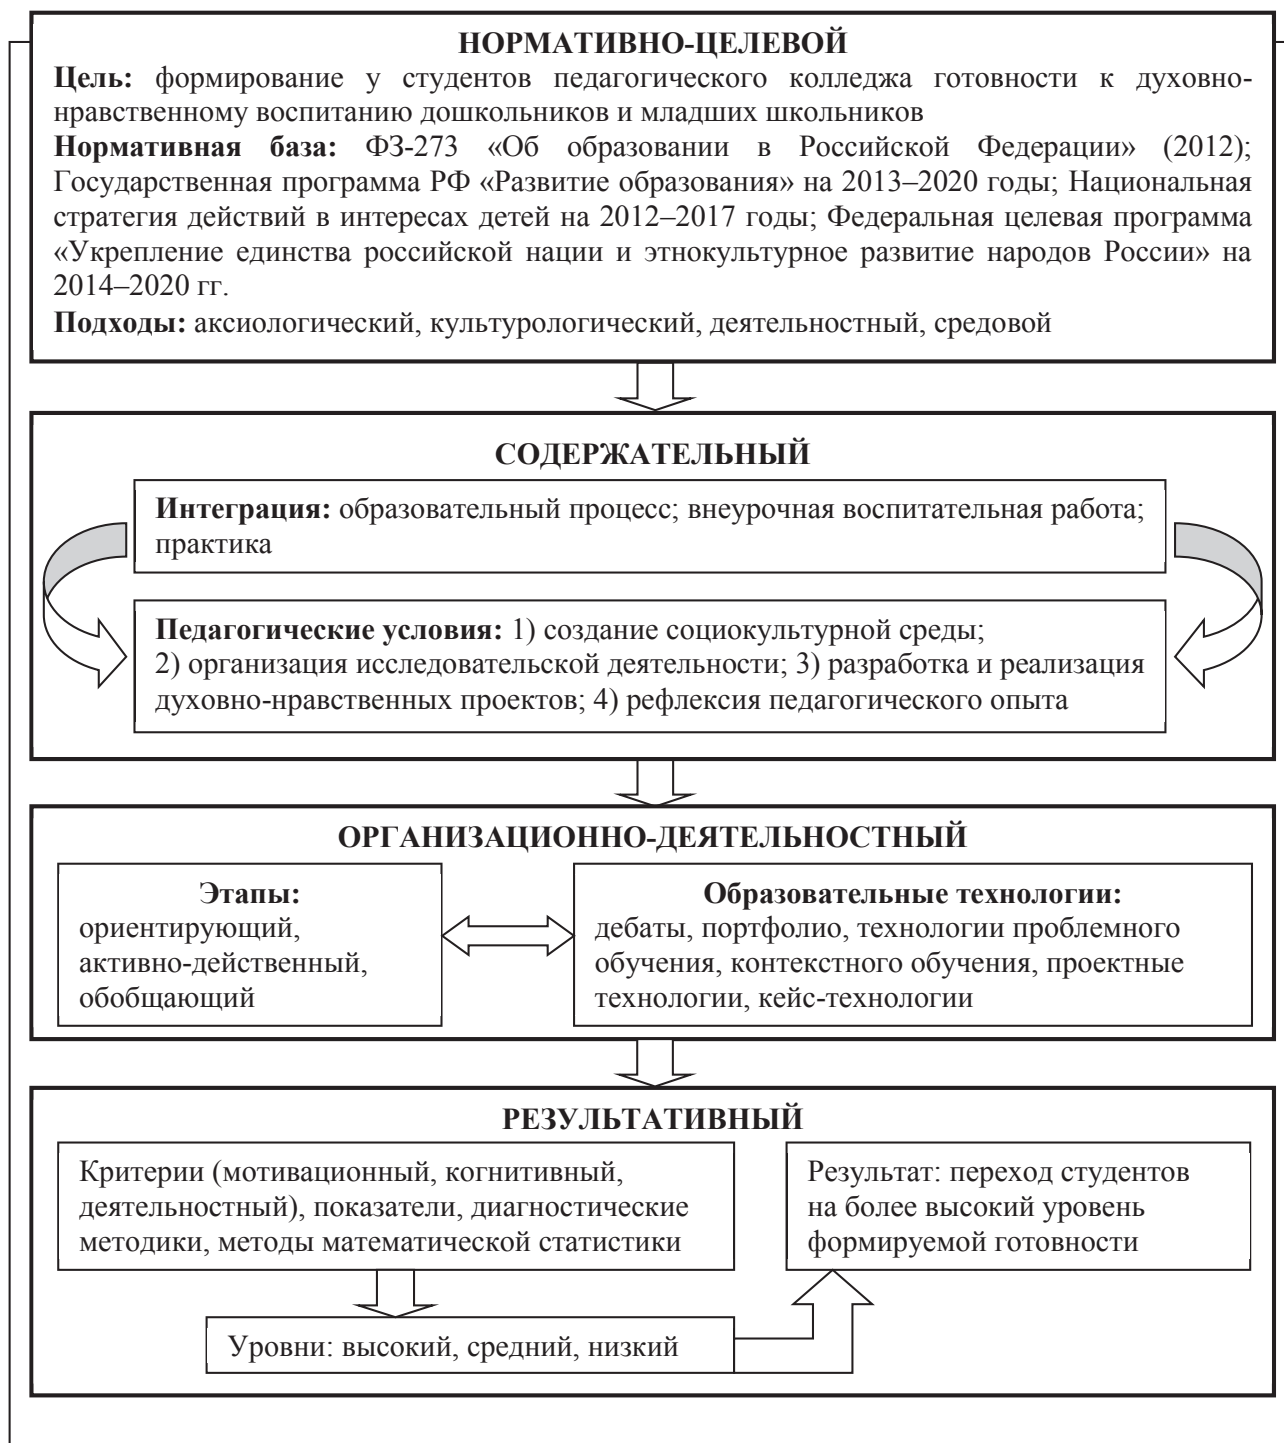 НОРМАТИВНО-ЦЕЛЕВОЙ
Цель: формирование у студентов педагогического колледжа готовности к духовно-
нравственному воспитанию дошкольников и младших школьников
Нормативная база: ФЗ-273 «Об образовании в Российской Федерации» (2012);
Государственная программа РФ «Развитие образования» на 2013–2020 годы; Национальная
стратегия действий в интересах детей на 2012–2017 годы; Федеральная целевая программа
«Укрепление единства российской нации и этнокультурное развитие народов России» на
2014–2020 гг.
Подходы: аксиологический, культурологический, деятельностный, средовой
СОДЕРЖАТЕЛЬНЫЙ
Интеграция: образовательный процесс; внеурочная воспитательная работа;
практика
Педагогические условия: 1) создание социокультурной среды;
2) организация исследовательской деятельности; 3) разработка и реализация
духовно-нравственных проектов; 4) рефлексия педагогического опыта
ОРГАНИЗАЦИОННО-ДЕЯТЕЛЬНОСТНЫЙ
Этапы:
ориентирующий,
активно-действенный,
обобщающий
Образовательные технологии:
дебаты, портфолио, технологии проблемного
обучения, контекстного обучения, проектные
технологии, кейс-технологии
РЕЗУЛЬТАТИВНЫЙ
Критерии (мотивационный, когнитивный,
деятельностный), показатели, диагностические
методики, методы математической статистики
Результат: переход студентов
на более высокий уровень
формируемой готовности
Уровни: высокий, средний, низкий